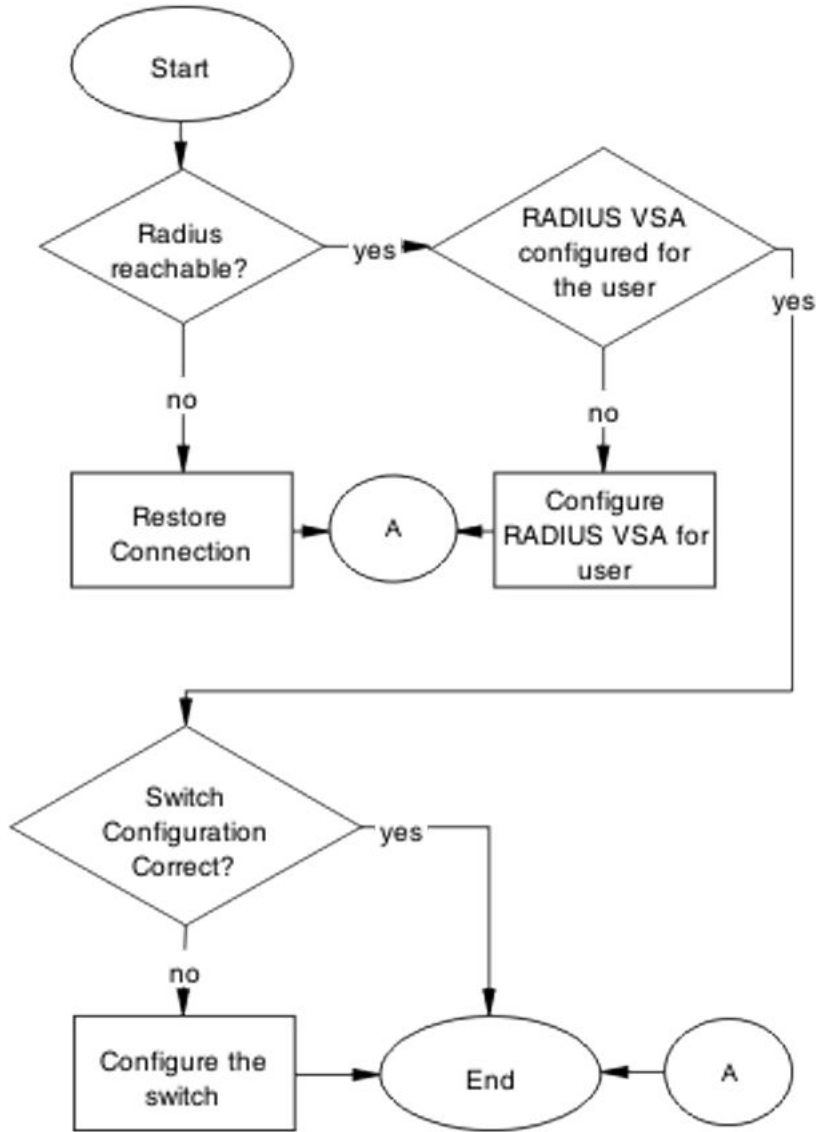 Start
Radius
reachable?
yes
RADIUS VSA
configured for
the user
yes
no
no
Restore
Connection
A
Configure
RADIUS VSA for
user
Switch
Configuration
Correct?
yes
no
Configure the
switch
End
A